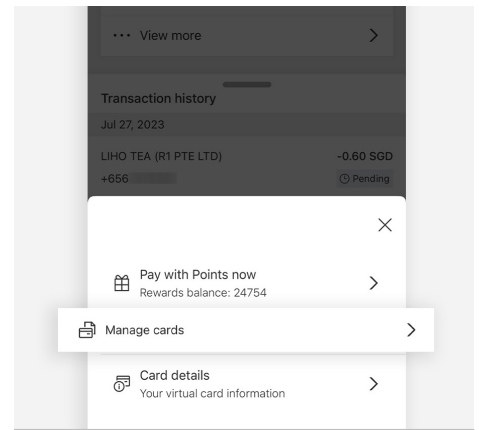 View more
Transaction history
Jul 27, 2023
LIHO TEA (R1 PTE LTD) -0.60 SGD
+656 Pending
Pay with Points now
Rewards balance: 24754
Manage cards
Card details
Your virtual card information